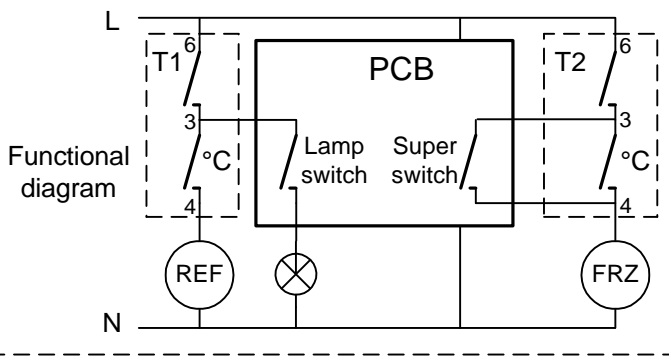 L
6
T1
PCB
T2
6
3
3
Functional
diagram
°C
Lamp
switch
Super
switch
°C
4
4
REF
FRZ
N